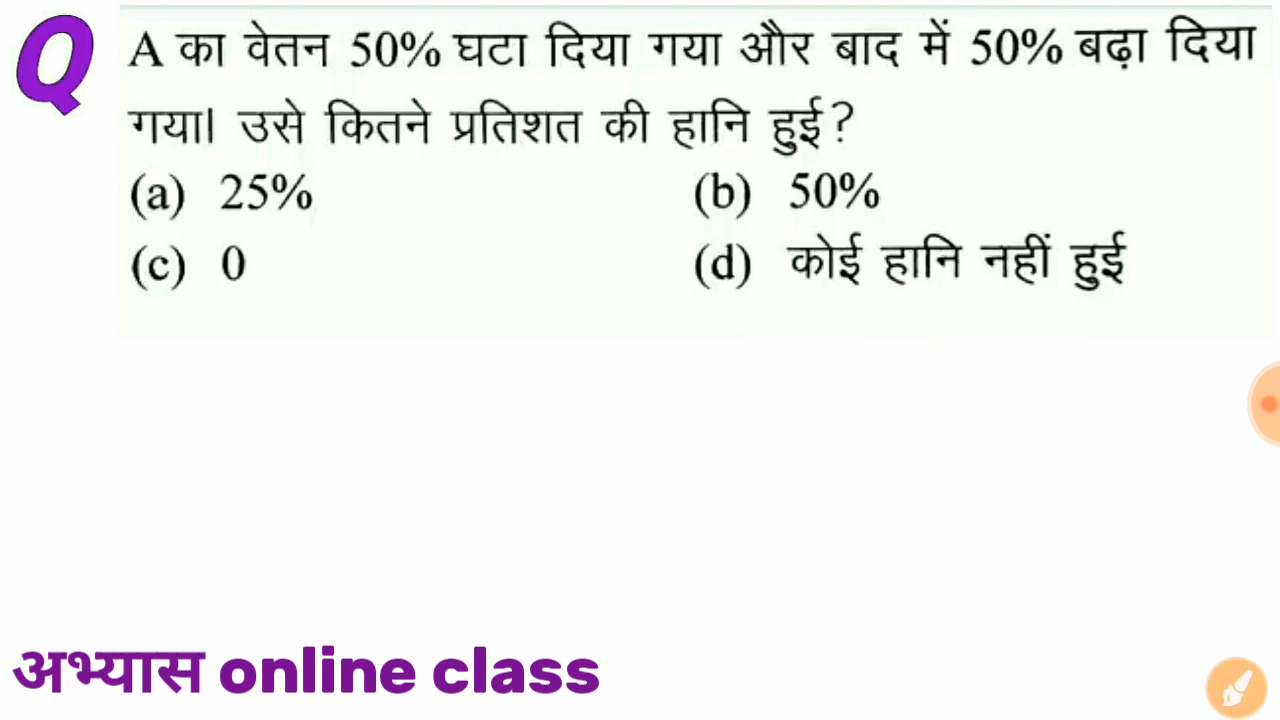 Q
A का वेतन 50% घटा दिया गया और बाद में 50% बढ़ा दिया
गया। उसे कितने प्रतिशत की हानि हुई?
(a) 25% (b) 50%
(c) 0 (d) कोई हानि नहीं हुई
अभ्यास online class